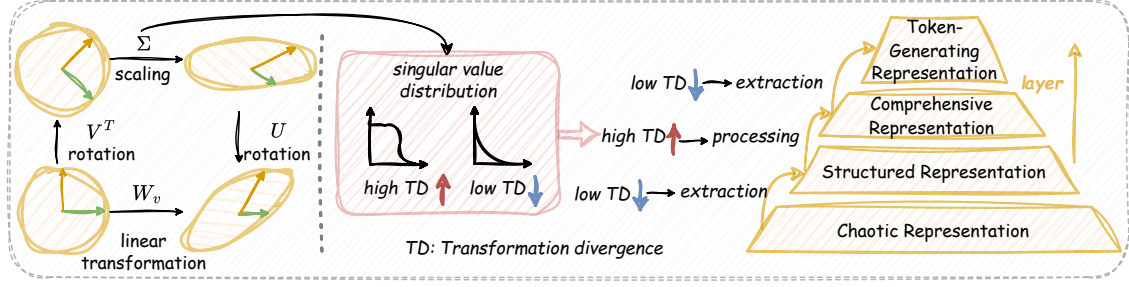 Σ
scaling
V^T
rotation
U
rotation
W_v
linear
transformation
singular value
distribution
high TD
low TD
TD: Transformation divergence
low TD
extraction
high TD
processing
low TD
extraction
Token-
Generating
Representation
Comprehensive
Representation
Structured Representation
Chaotic Representation
layer